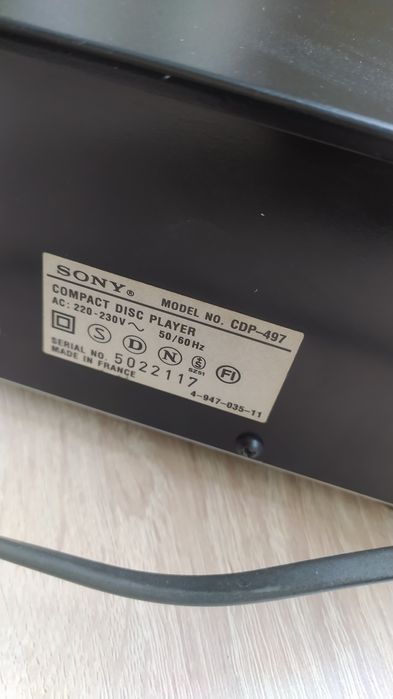 SONY® MODEL NO. CDP-497
COMPACT DISC PLAYER
AC: 220-230V~ 50/60Hz
S D N S SZS1 FI
SERIAL NO. 5022117
MADE IN FRANCE 4-947-035-11